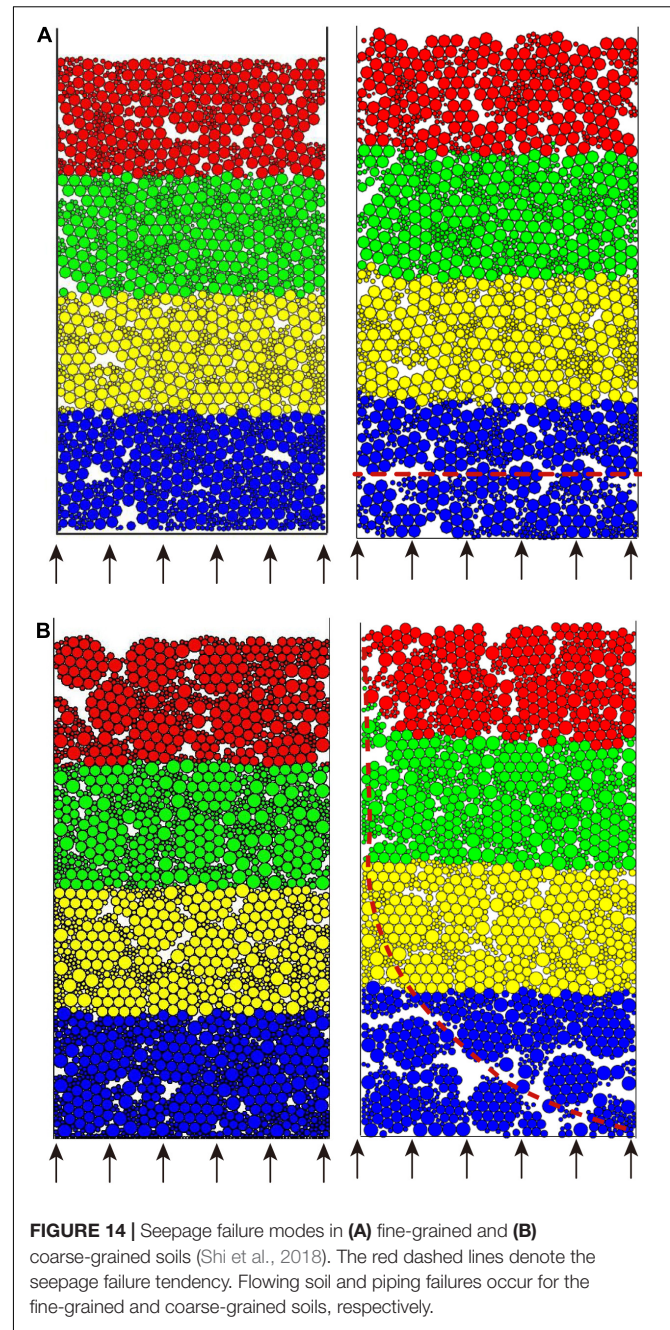 A
B
FIGURE 14 | Seepage failure modes in (A) fine-grained and (B)
coarse-grained soils (Shi et al., 2018). The red dashed lines denote the
seepage failure tendency. Flowing soil and piping failures occur for the
fine-grained and coarse-grained soils, respectively.